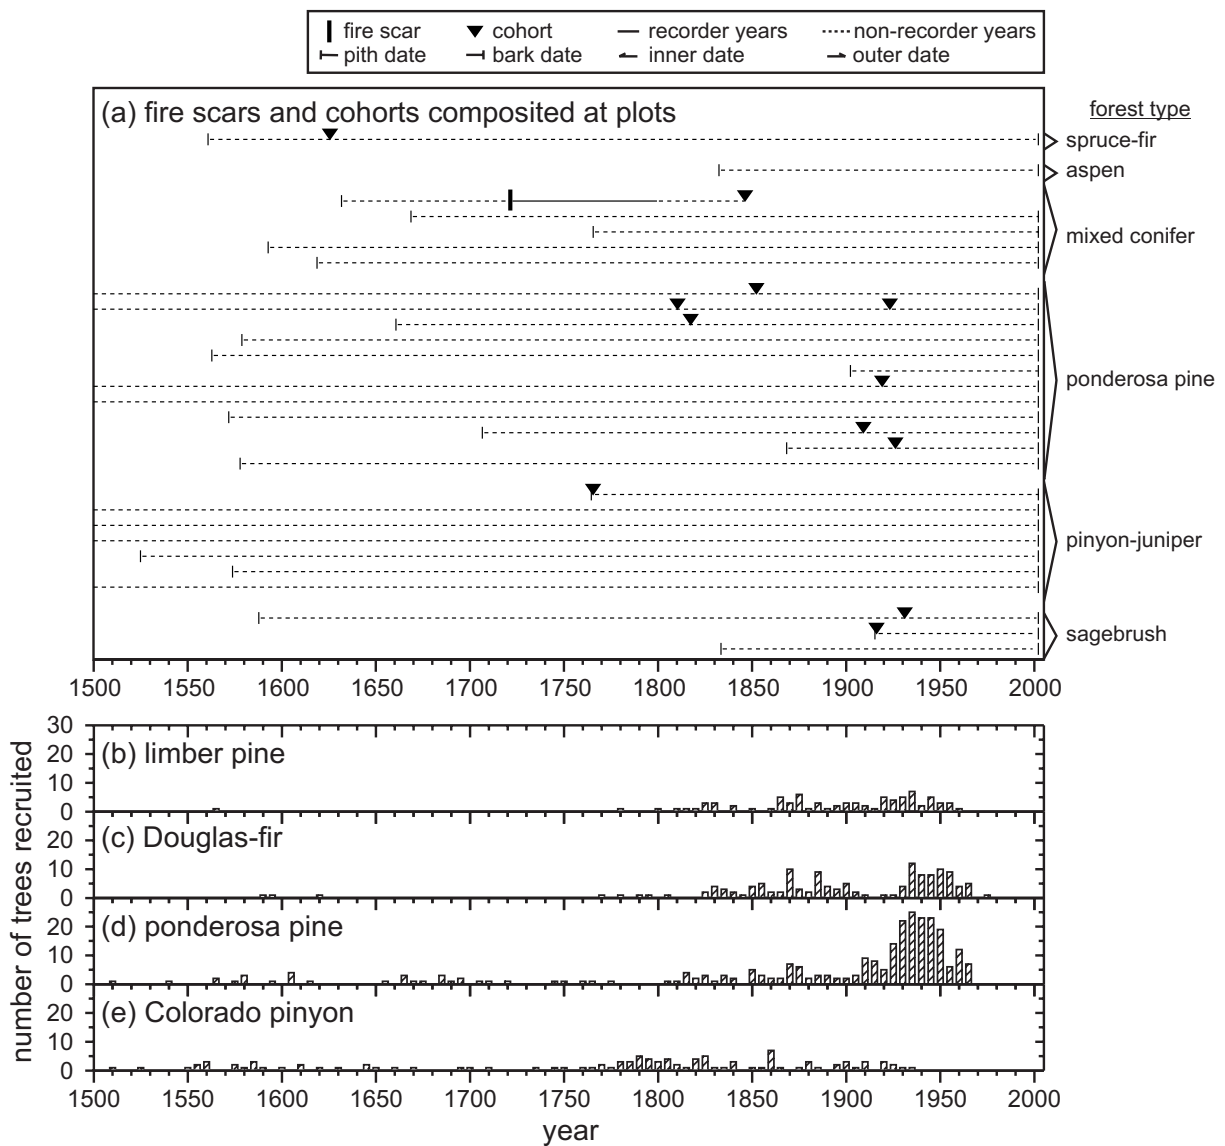 fire scar cohort recorder years non-recorder years
pith date bark date inner date outer date
(a) fire scars and cohorts composited at plots
forest type
spruce-fir
aspen
mixed conifer
ponderosa pine
pinyon-juniper
sagebrush
1500 1550 1600 1650 1700 1750 1800 1850 1900 1950 2000
number of trees recruited
30
20
10
0
(b) limber pine
20
10
0
(c) Douglas-fir
20
10
0
(d) ponderosa pine
20
10
0
(e) Colorado pinyon
1500 1550 1600 1650 1700 1750 1800 1850 1900 1950 2000
year